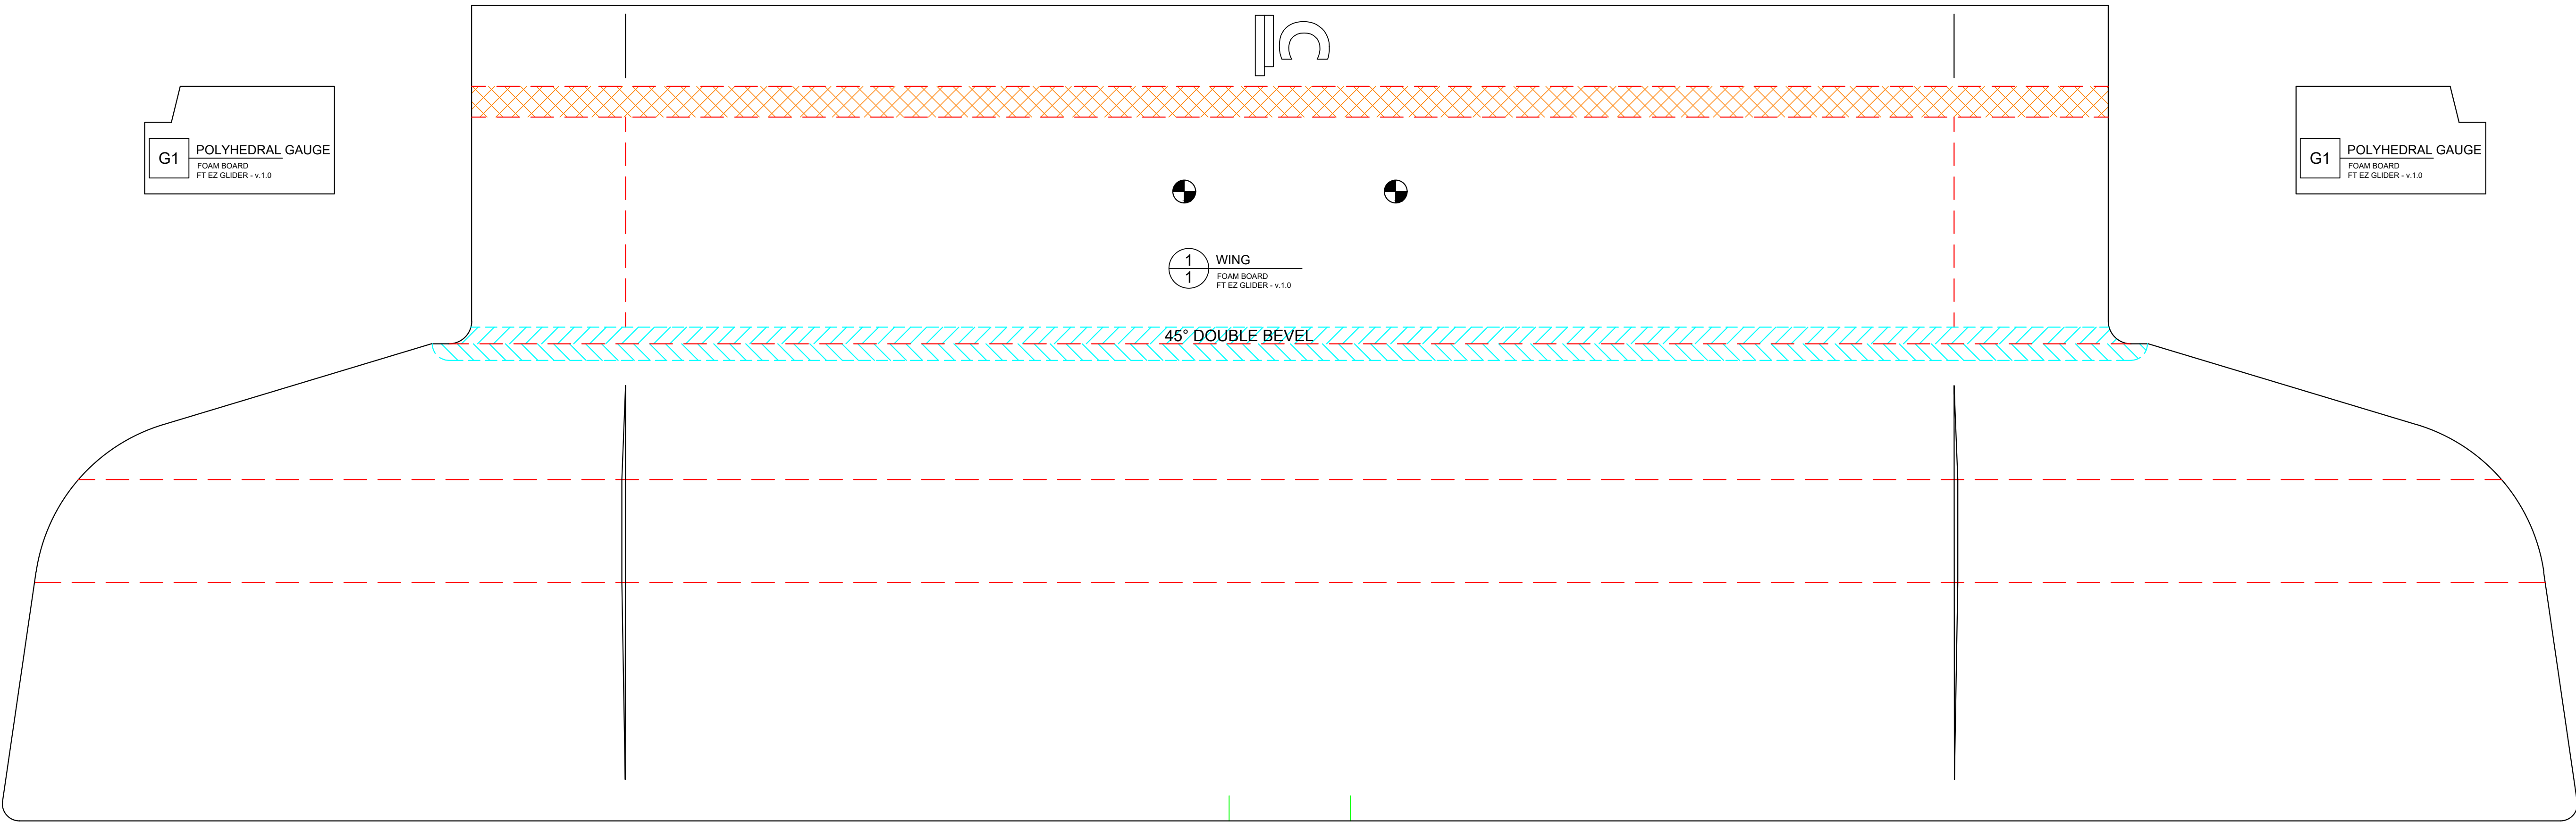 G1
POLYHEDRAL GAUGE
FOAM BOARD
FT EZ GLIDER - v.1.0
1
1
WING
FOAM BOARD
FT EZ GLIDER - v.1.0
45° DOUBLE BEVEL
G1
POLYHEDRAL GAUGE
FOAM BOARD
FT EZ GLIDER - v.1.0